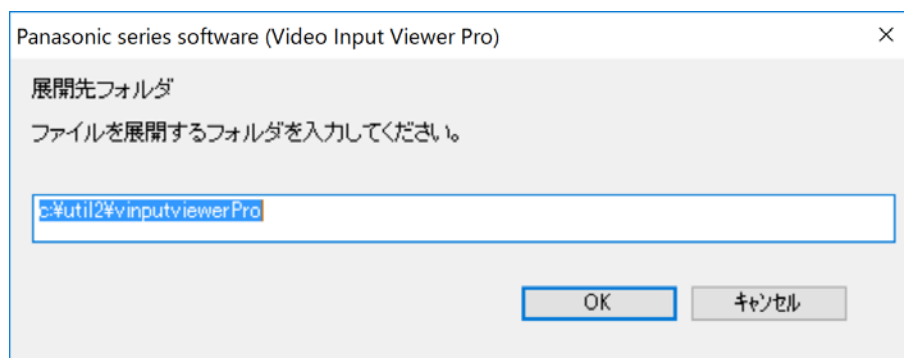 Panasonic series software (Video Input Viewer Pro)
展開先フォルダ
ファイルを展開するフォルダを入力してください。
c:¥util2¥vinputviewerPro
OK
キャンセル